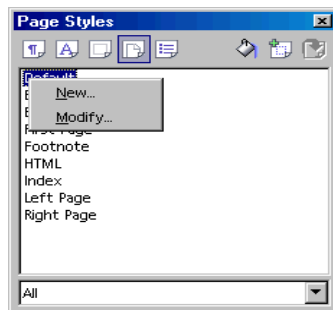 Page Styles
Default
New...
Modify...
First Page
Footnote
HTML
Index
Left Page
Right Page
All